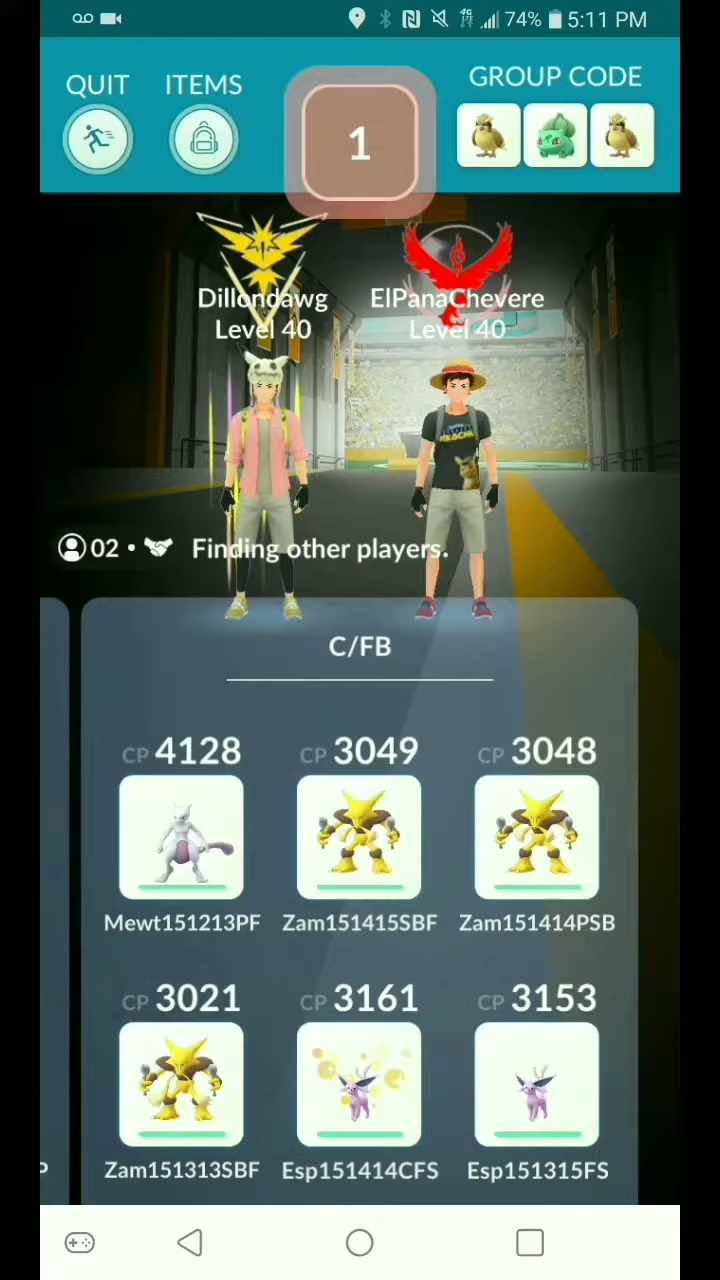 74% 5:11 PM
QUIT ITEMS 1 GROUP CODE
Dillondawg ElPanaChevere
Level 40 Level 40
02 • Finding other players.
C/FB
CP 4128 CP 3049 CP 3048
Mewt151213PF Zam151415SBF Zam151414PSB
CP 3021 CP 3161 CP 3153
Zam151313SBF Esp151414CFS Esp151315FS